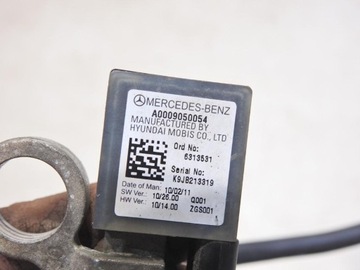 MERCEDES-BENZ
A0009050054
MANUFACTURED BY
HYUNDAI MOBIS CO., LTD
Ord No:
6313531
Serial No:
K9JB213319
Date of Man: 10/02/11
SW Ver.: 10/26.00 Q001
HW Ver.: 10/14.00 ZGS001